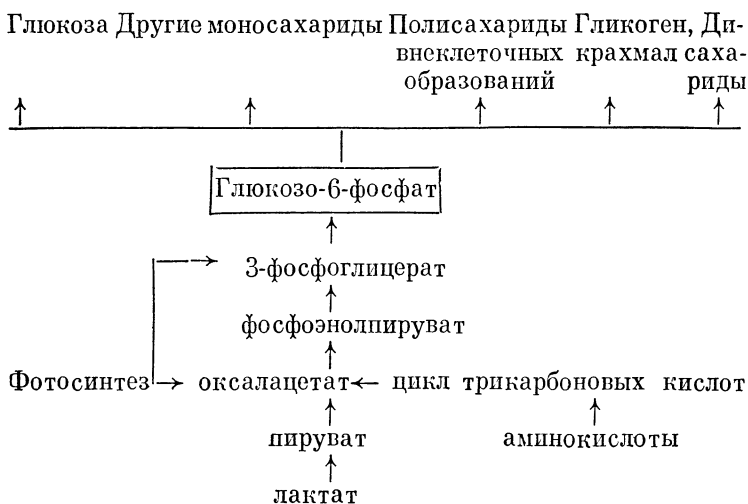 Глюкоза Другие моносахариды Полисахариды Гликоген, Ди-
внеклеточных крахмал саха-
образований риды
Глюкозо-6-фосфат
3-фосфоглицерат
фосфоэнолпируват
Фотосинтез оксалацетат цикл трикарбоновых кислот
пируват аминокислоты
лактат